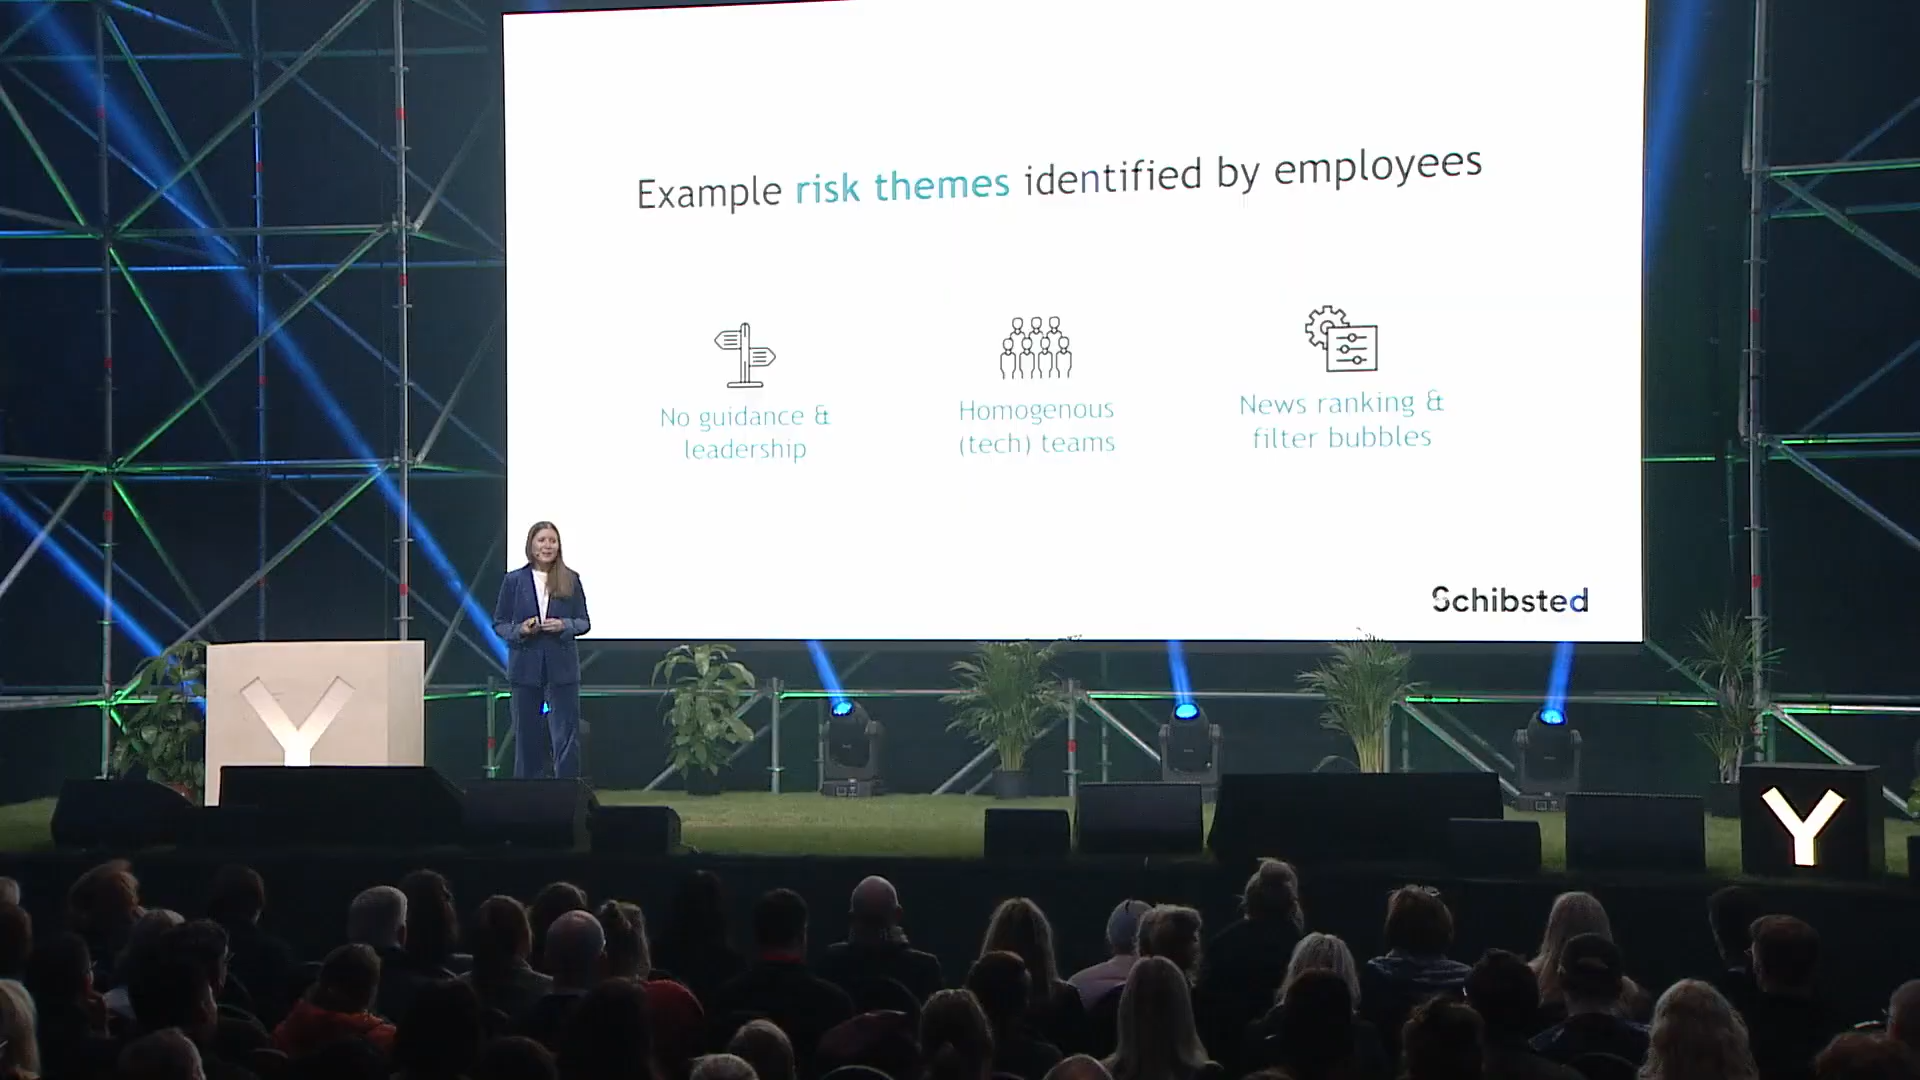 Example risk themes identified by employees
No guidance &
leadership
Homogenous
(tech) teams
News ranking &
filter bubbles
Schibsted
Y
Y